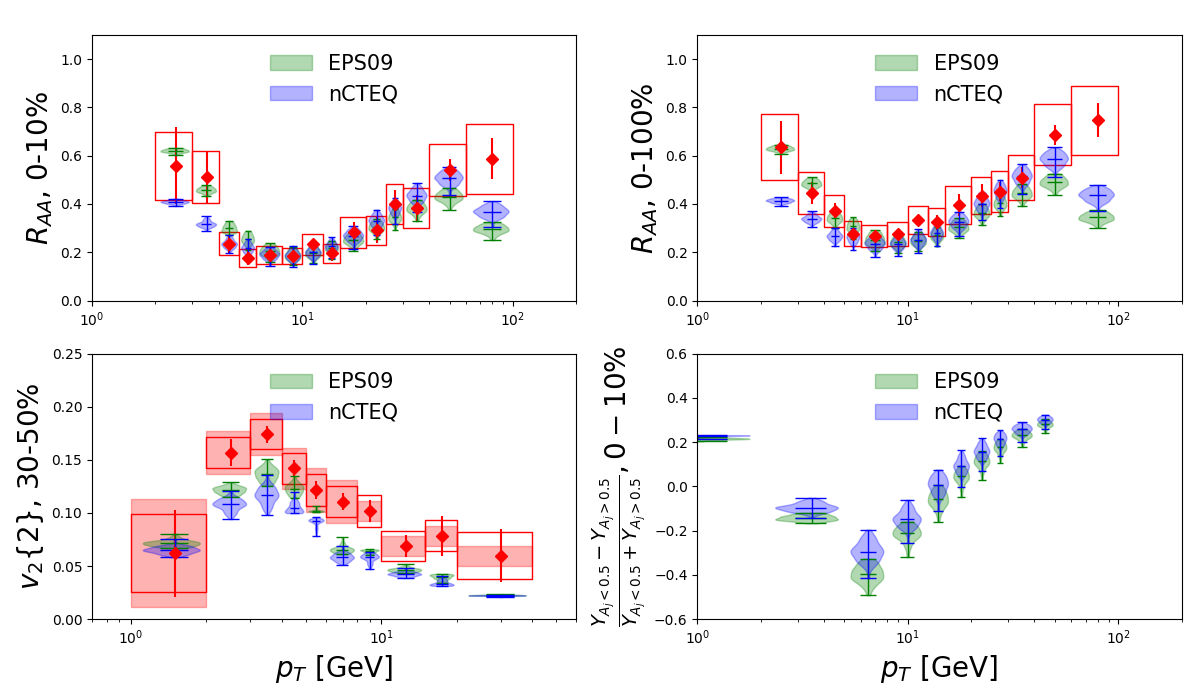 R_AA, 0-10%
1.0
0.8
0.6
0.4
0.2
0.0
10^0
10^1
10^2
EPS09
nCTEQ
R_AA, 0-100%
1.0
0.8
0.6
0.4
0.2
0.0
10^0
10^1
10^2
EPS09
nCTEQ
v_2{2}, 30-50%
0.25
0.20
0.15
0.10
0.05
0.00
10^0
10^1
p_T [GeV]
EPS09
nCTEQ
Y_{A_j<0.5} − Y_{A_j>0.5}
Y_{A_j<0.5} + Y_{A_j>0.5}
, 0 − 10%
0.6
0.4
0.2
0.0
−0.2
−0.4
−0.6
10^0
10^1
10^2
p_T [GeV]
EPS09
nCTEQ